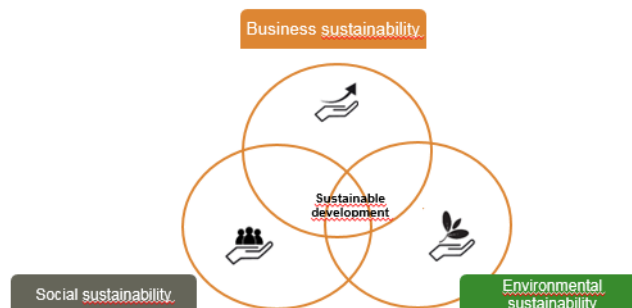 Business sustainability
Sustainable
development
Social sustainability
Environmental
sustainability